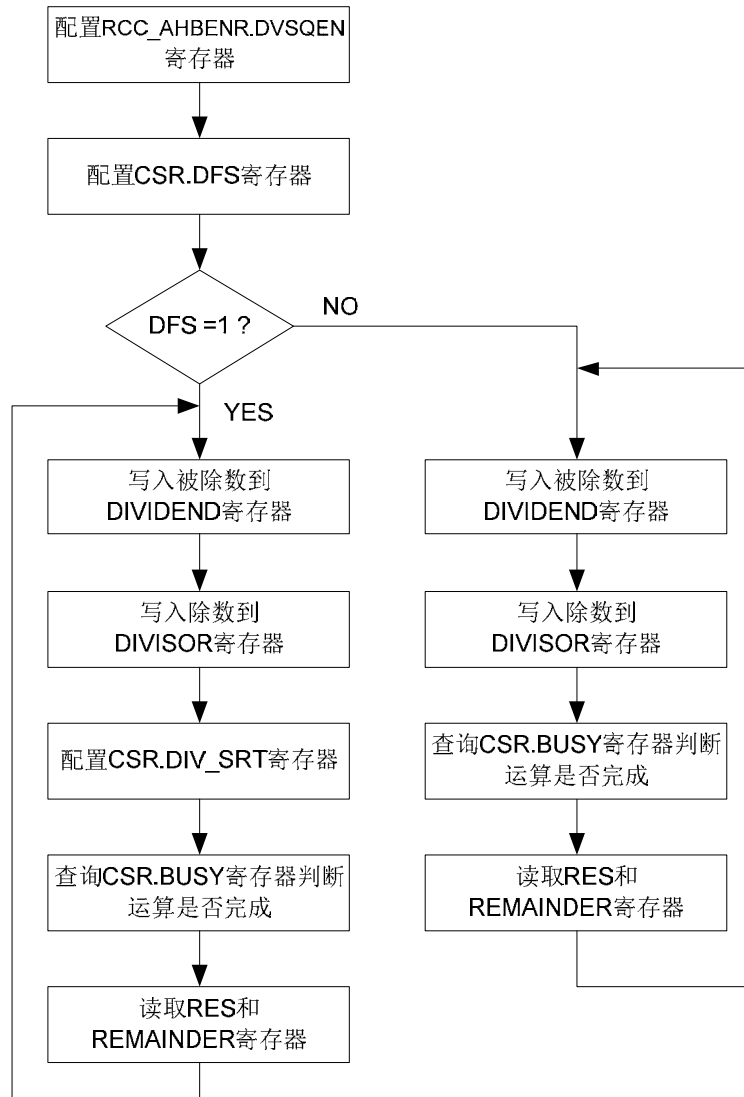 配置RCC_AHBENR.DVSQEN
寄存器
配置CSR.DFS寄存器
DFS =1 ?
NO
YES
写入被除数到
DIVIDEND寄存器
写入除数到
DIVISOR寄存器
配置CSR.DIV_SRT寄存器
查询CSR.BUSY寄存器判断
运算是否完成
读取RES和
REMAINDER寄存器
写入被除数到
DIVIDEND寄存器
写入除数到
DIVISOR寄存器
查询CSR.BUSY寄存器判断
运算是否完成
读取RES和
REMAINDER寄存器